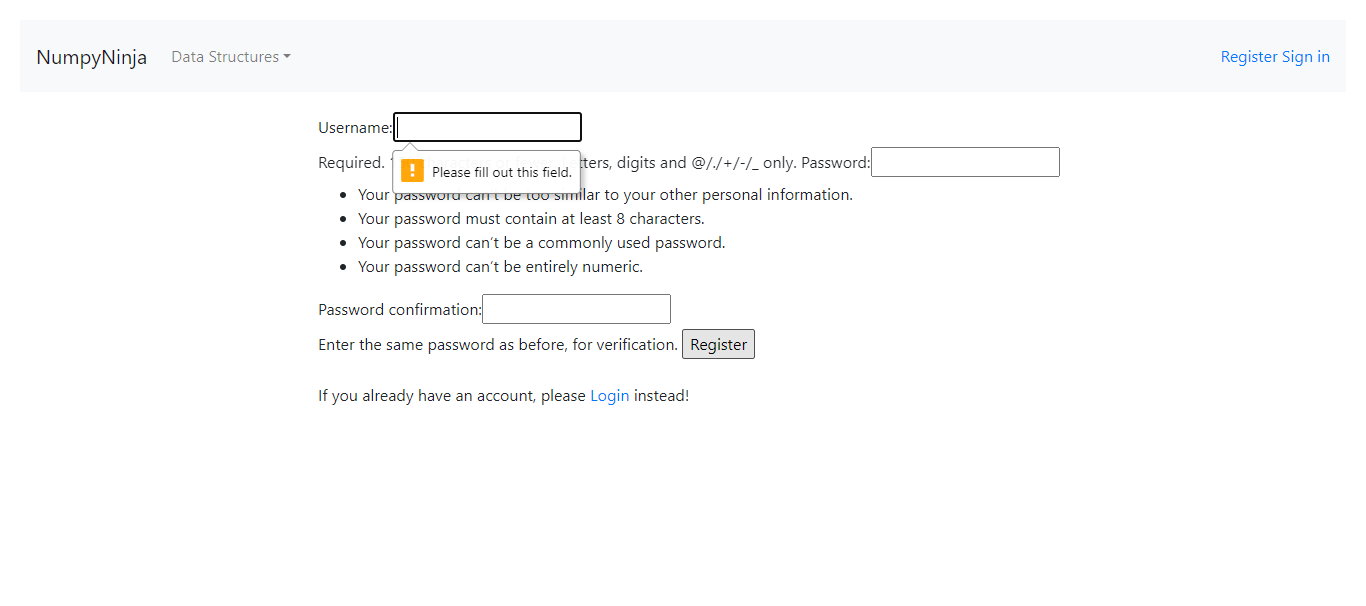 NumpyNinja Data Structures Register Sign in
Username:
Required. tters, digits and @/./+/-/_ only. Password:
Please fill out this field.
Your password can't be too similar to your other personal information.
Your password must contain at least 8 characters.
Your password can't be a commonly used password.
Your password can't be entirely numeric.
Password confirmation:
Enter the same password as before, for verification. Register
If you already have an account, please Login instead!